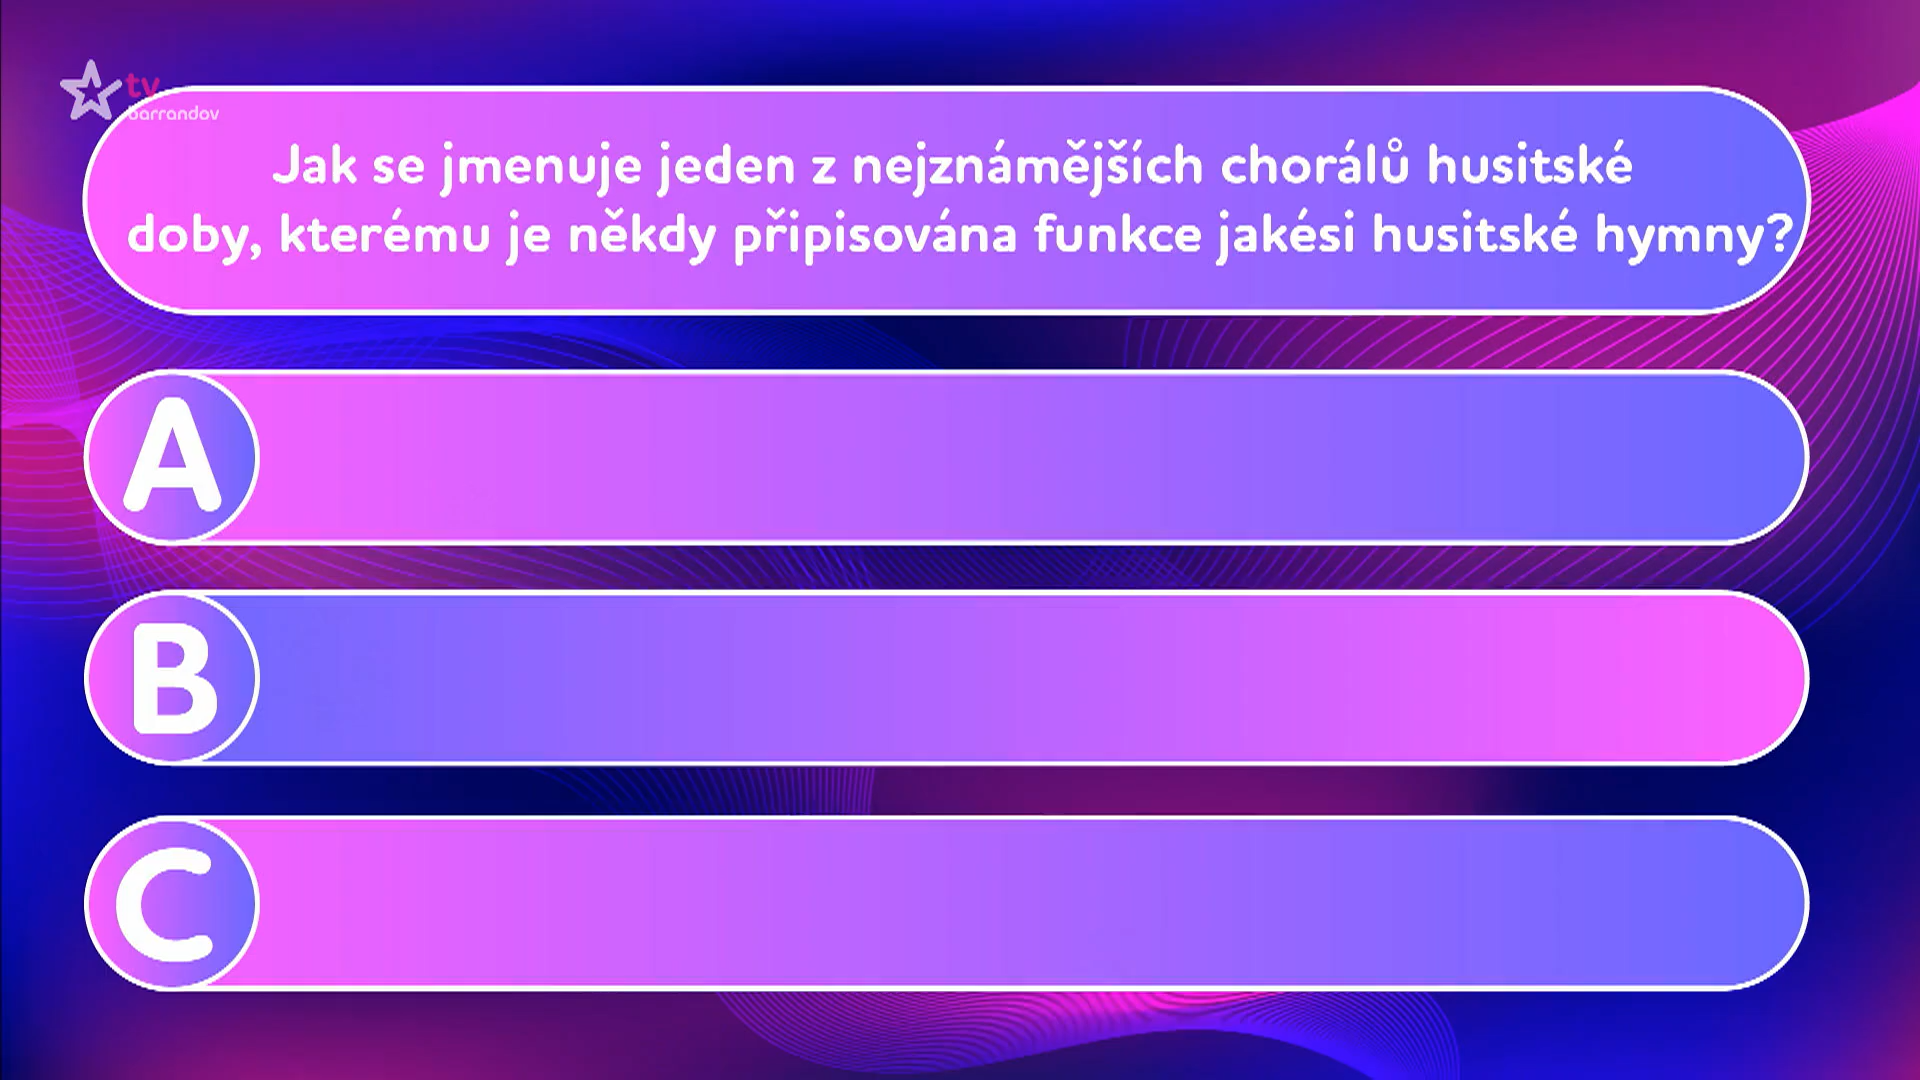 tv
barrandov
Jak se jmenuje jeden z nejznámějších chorálů husitské
doby, kterému je někdy připisována funkce jakési husitské hymny?
A
B
C